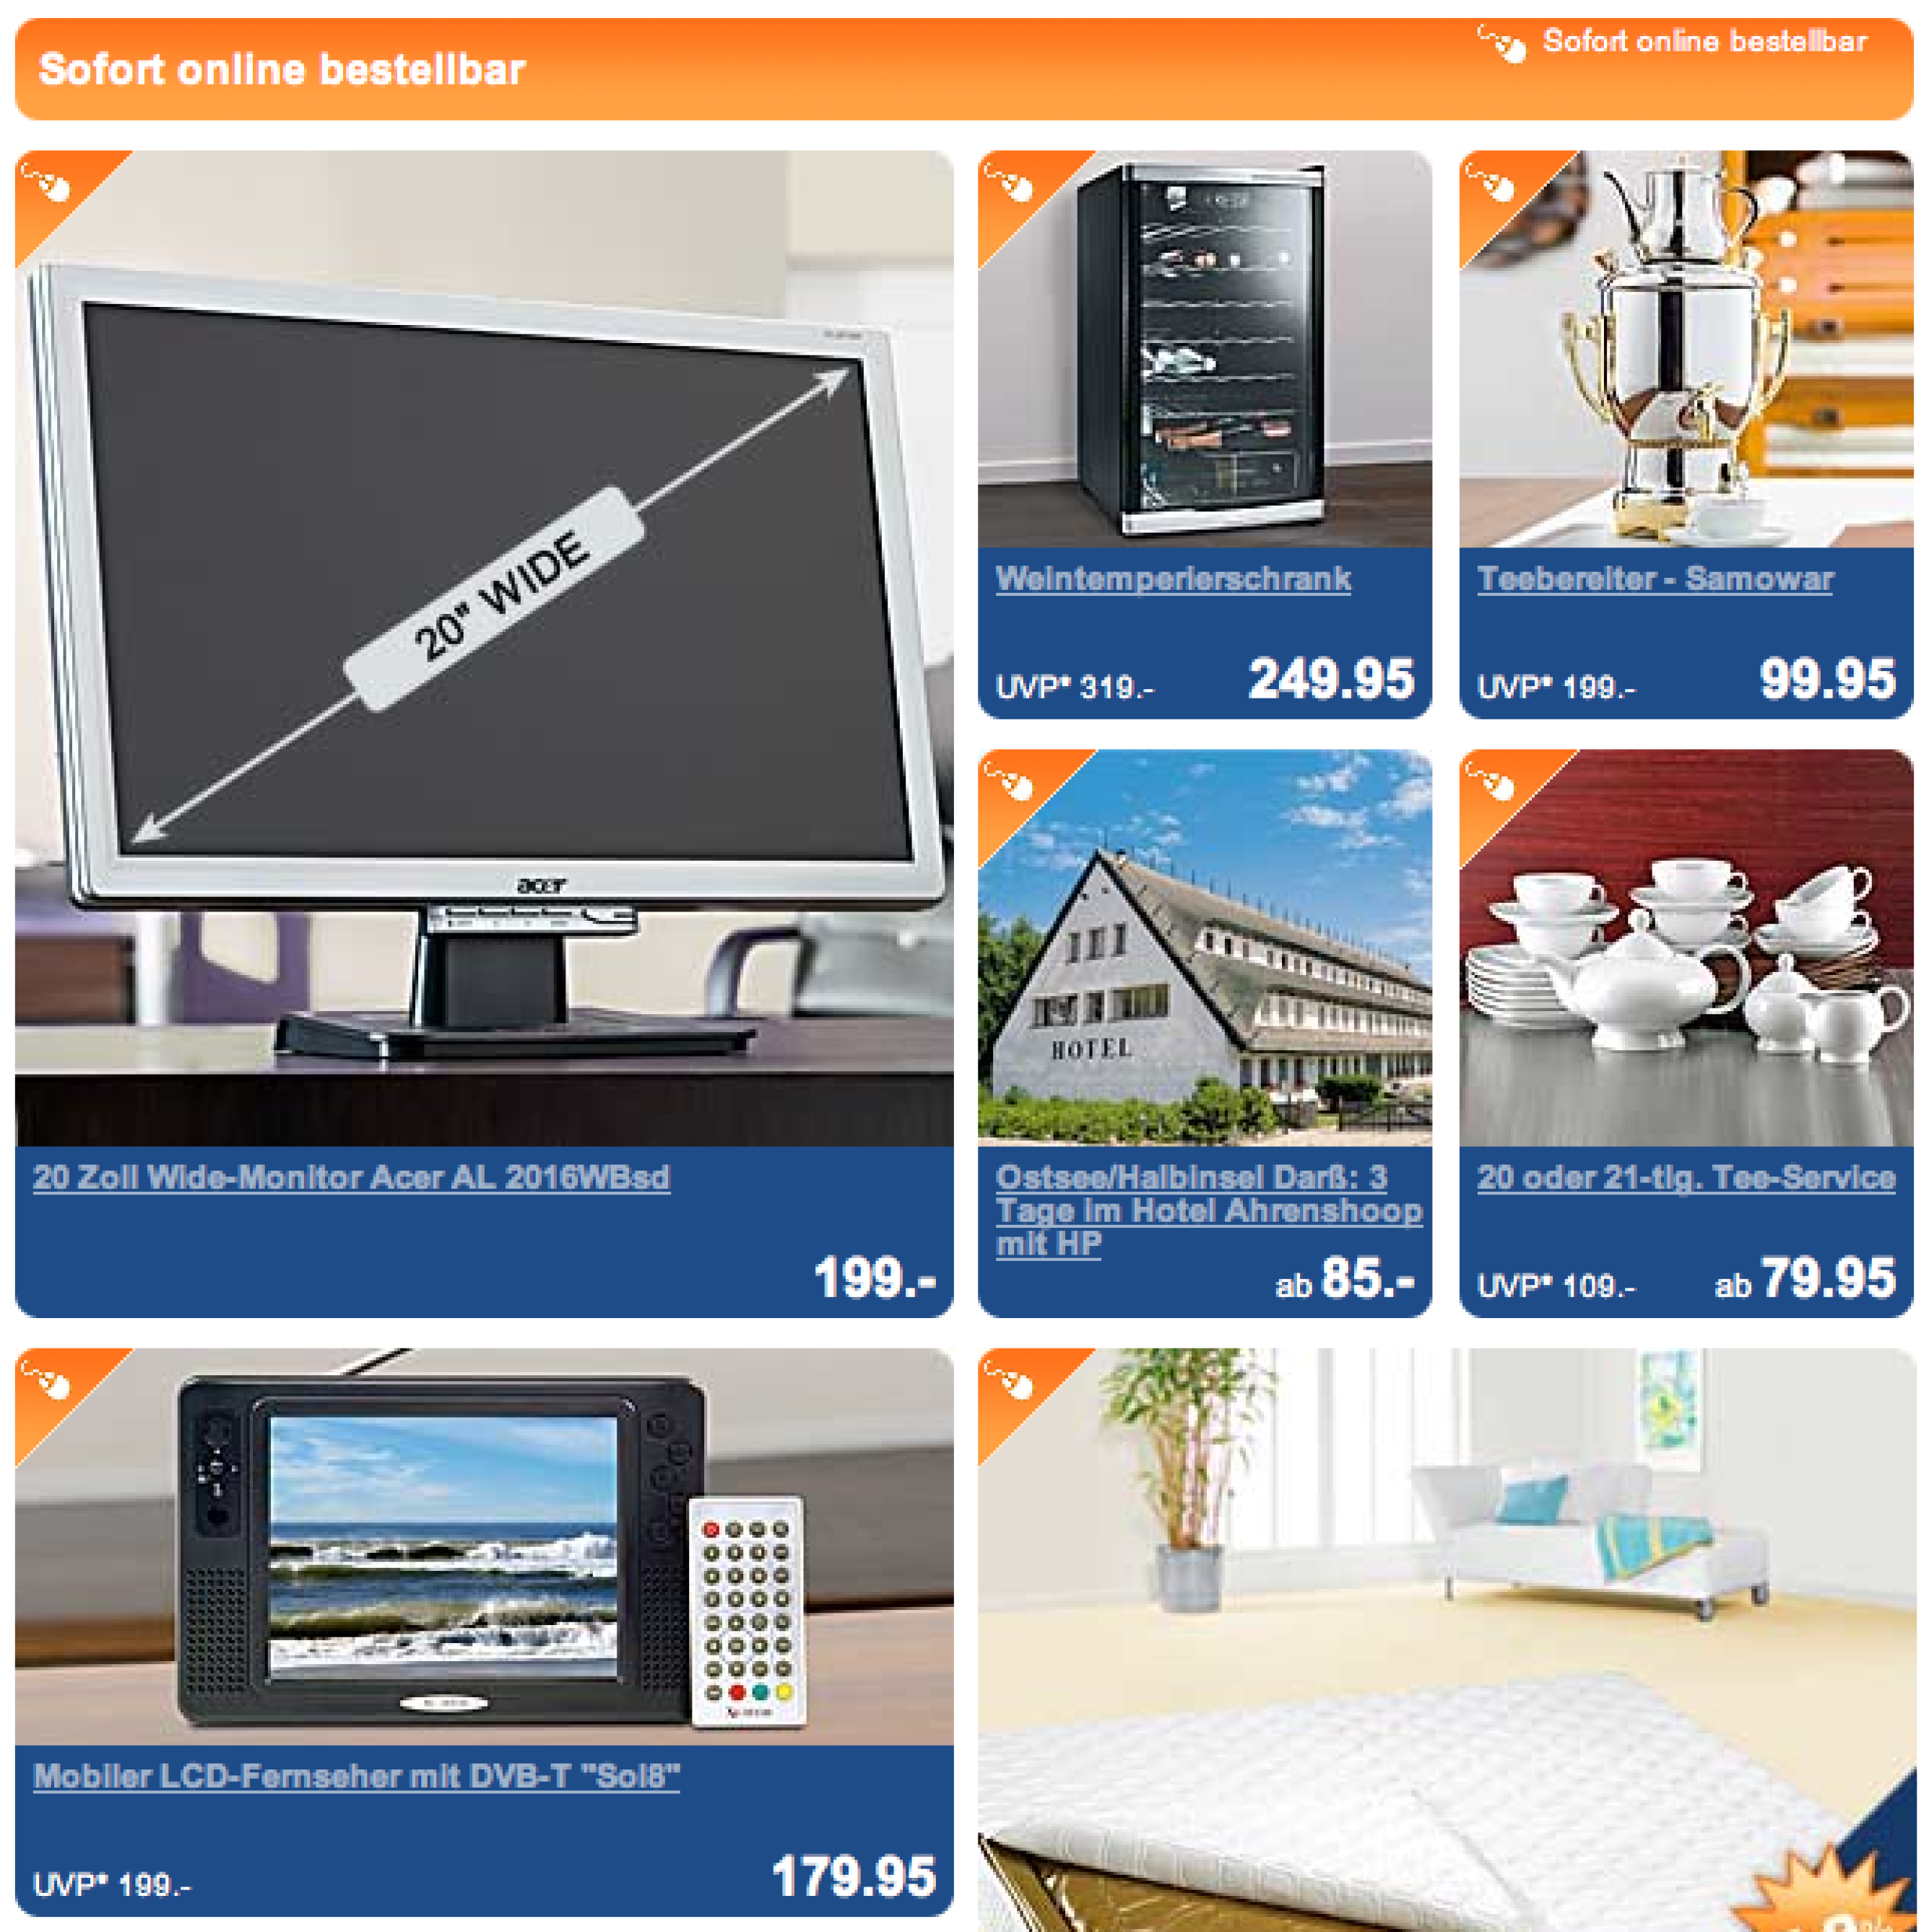 Sofort online bestellbar
Sofort online bestellbar
20" WIDE
acer
20 Zoll Wide-Monitor Acer AL 2016WBsd
199.-
Weintemperierschrank
UVP* 319.- 249.95
Teebereiter - Samowar
UVP* 199.- 99.95
HOTEL
Ostsee/Halbinsel Darß: 3
Tage im Hotel Ahrenshoop
mit HP
ab 85.-
20 oder 21-tlg. Tee-Service
UVP* 109.- ab 79.95
Mobiler LCD-Fernseher mit DVB-T "Sol8"
UVP* 199.- 179.95